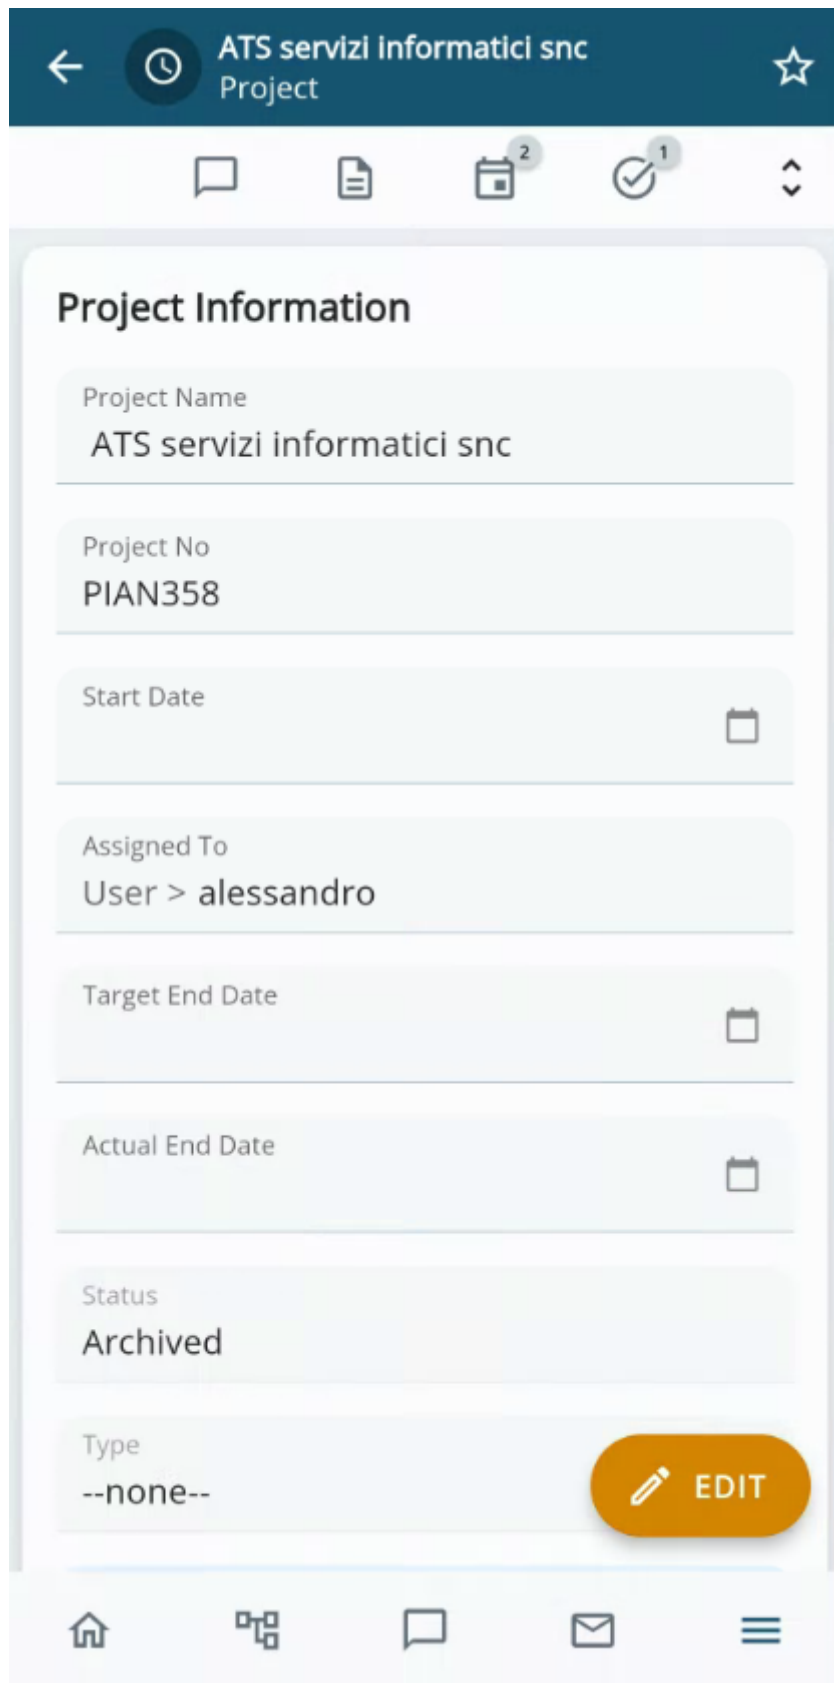 ATS servizi informatici snc
Project
2
1
Project Information
Project Name
ATS servizi informatici snc
Project No
PIAN358
Start Date
Assigned To
User > alessandro
Target End Date
Actual End Date
Status
Archived
Type
--none--
EDIT